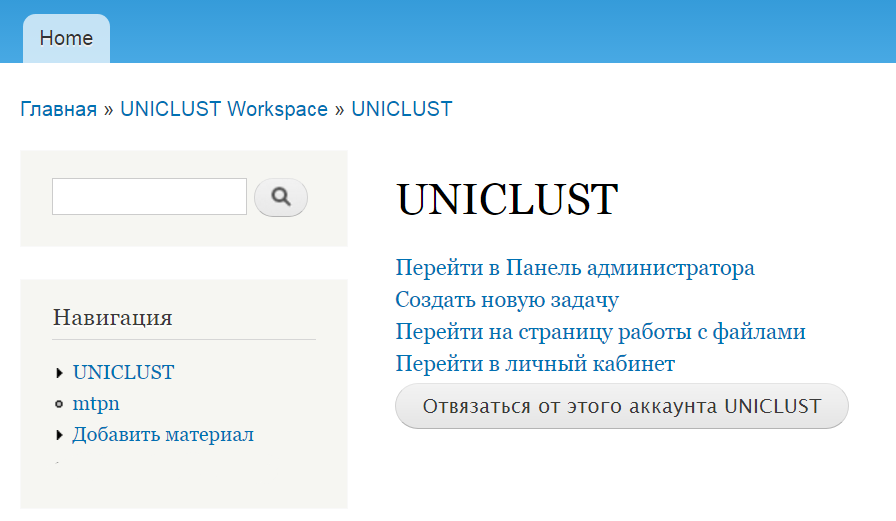 Home
Главная » UNICLUST Workspace » UNICLUST
UNICLUST
Перейти в Панель администратора
Создать новую задачу
Перейти на страницу работы с файлами
Перейти в личный кабинет
Отвязаться от этого аккаунта UNICLUST
Навигация
UNICLUST
mtpn
Добавить материал